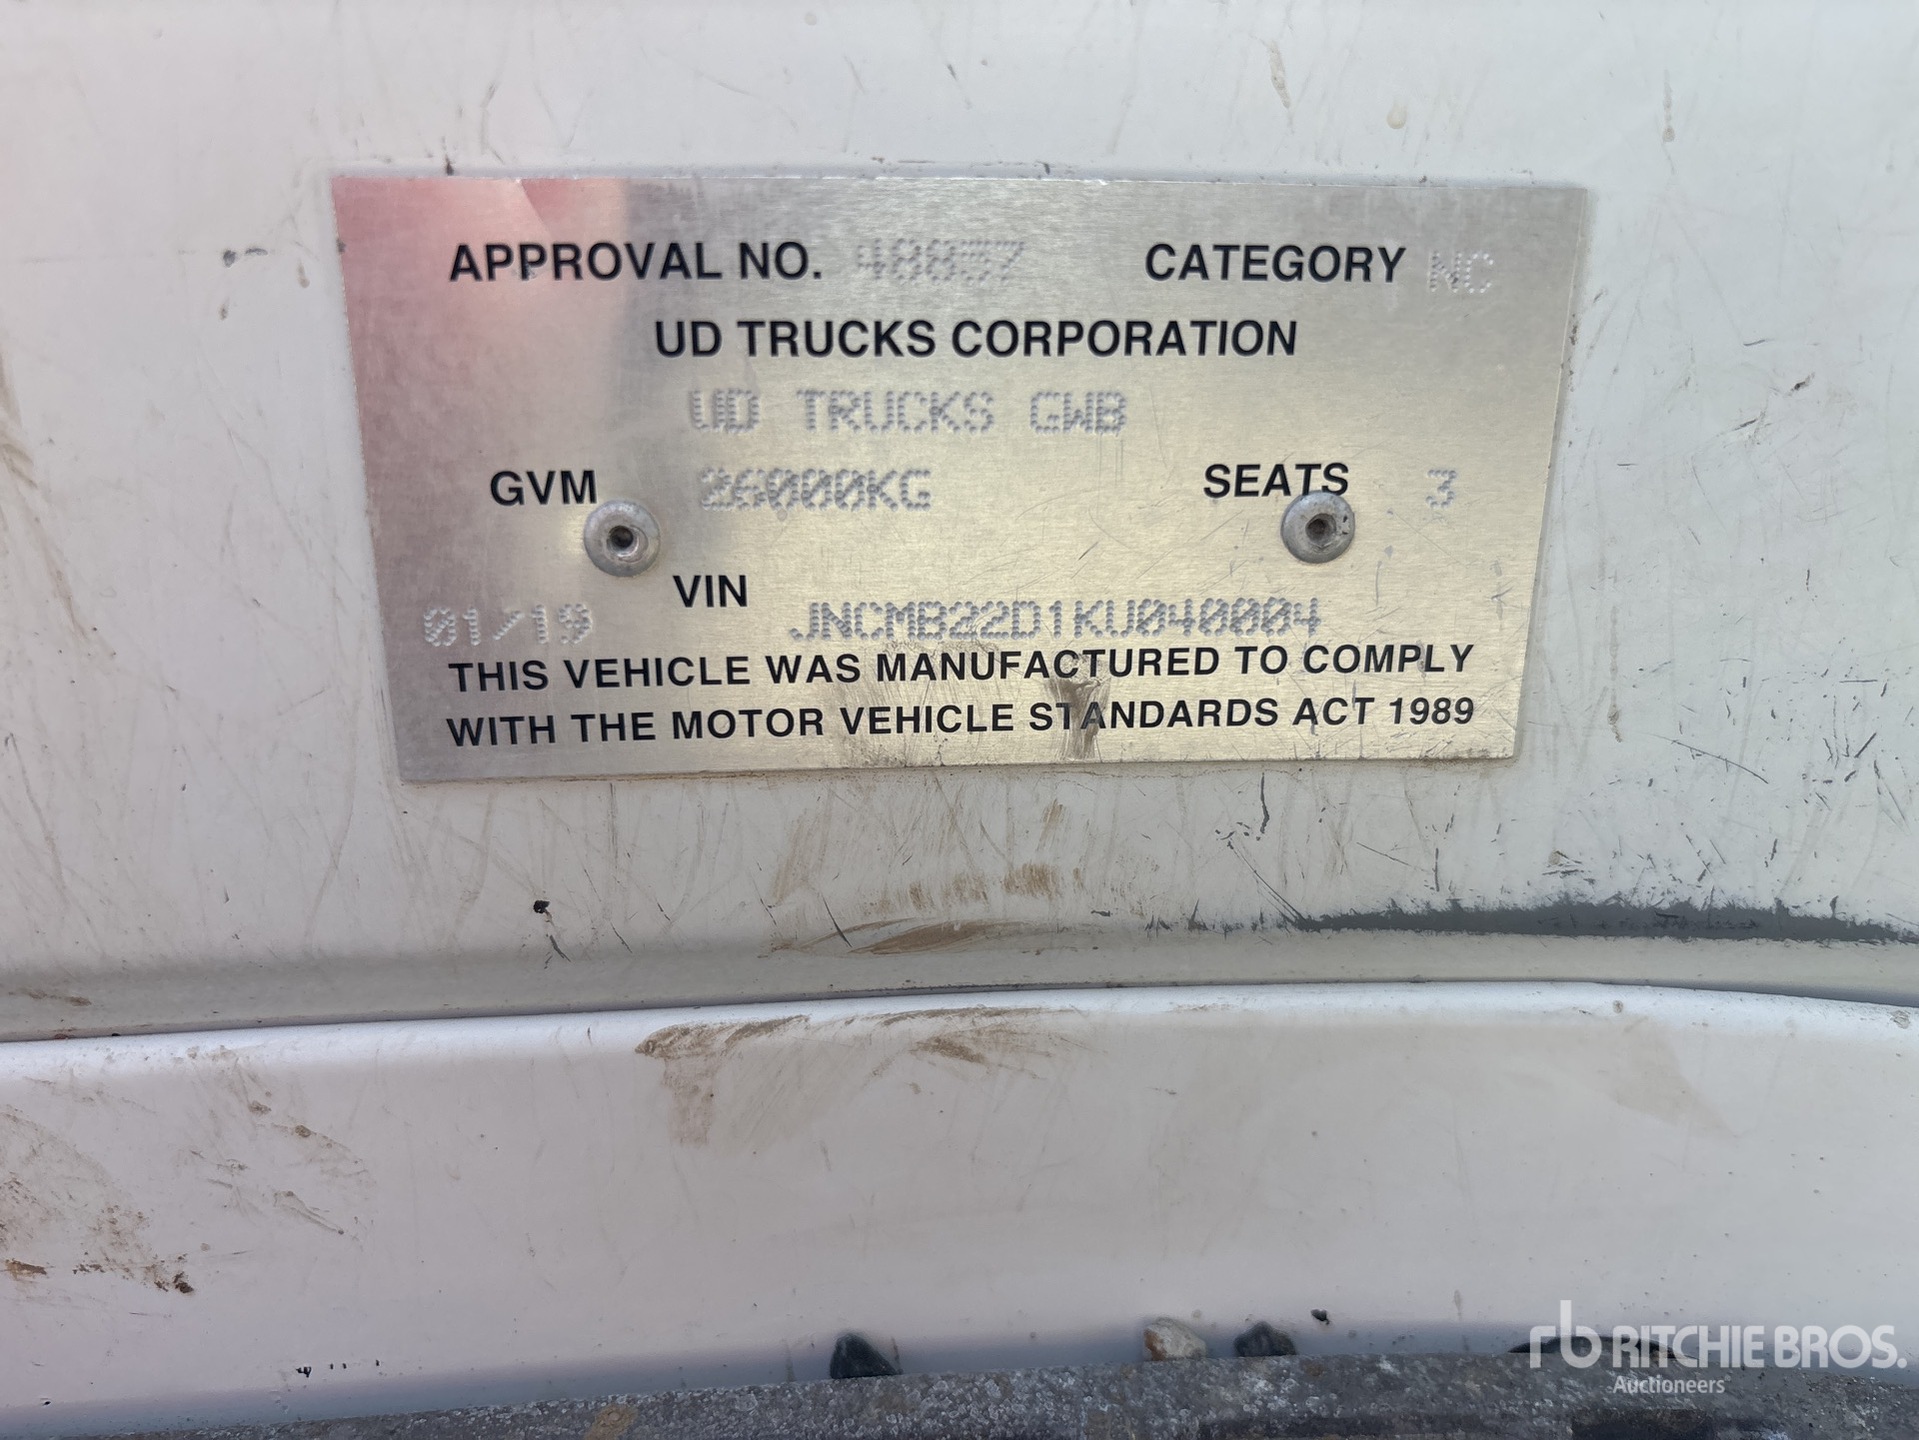 APPROVAL NO. 48837 CATEGORY NC
UD TRUCKS CORPORATION
UD TRUCKS GWB
GVM 26000KG SEATS 3
VIN
01/19 JNCMB22D1KU040004
THIS VEHICLE WAS MANUFACTURED TO COMPLY
WITH THE MOTOR VEHICLE STANDARDS ACT 1989
rb RITCHIE BROS.
Auctioneers